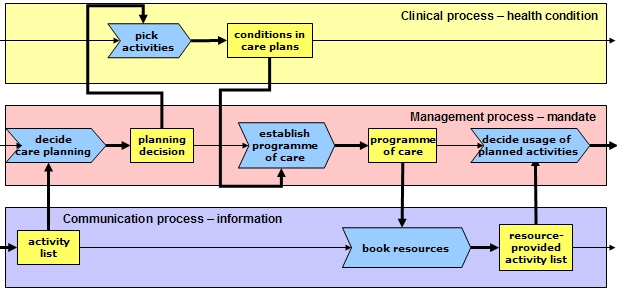 Clinical process – health condition
pick
activities
conditions in
care plans
Management process – mandate
decide
care planning
planning
decision
establish
programme
of care
programme
of care
decide usage of
planned activities
Communication process – information
activity
list
book resources
resource-
provided
activity list